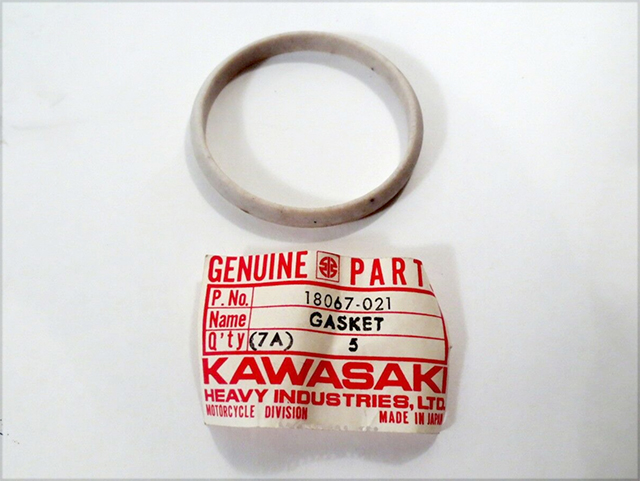 GENUINE PART
P. No. 18067-021
Name GASKET
Q'ty (7A) 5
KAWASAKI
HEAVY INDUSTRIES, LTD.
MOTORCYCLE DIVISION MADE IN JAPAN